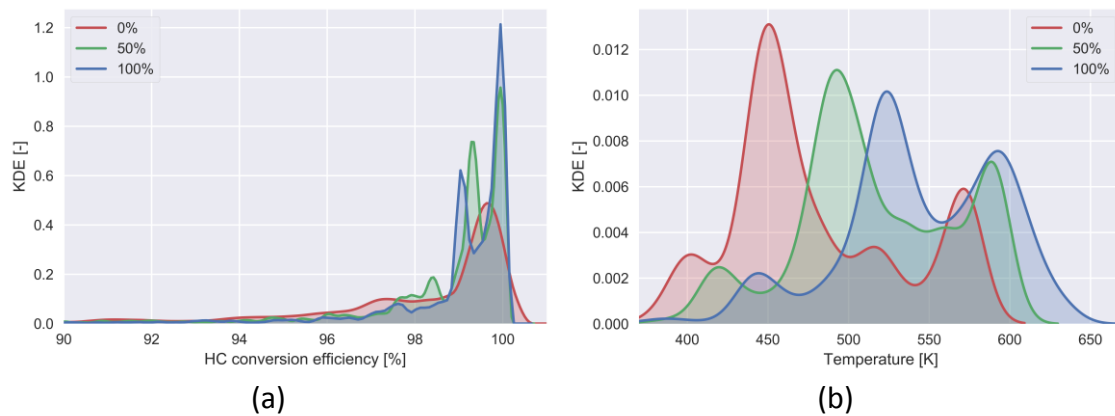 0%
50%
100%
1.2
1.0
0.8
0.6
0.4
0.2
0.0
KDE [-]
90 92 94 96 98 100
HC conversion efficiency [%]
(a)
0%
50%
100%
0.012
0.010
0.008
0.006
0.004
0.002
0.000
KDE [-]
400 450 500 550 600 650
Temperature [K]
(b)